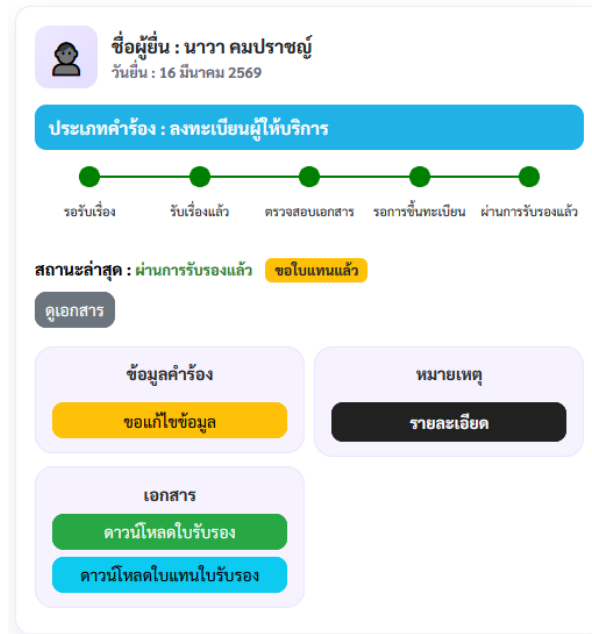 ชื่อผู้ยื่น : นาวา คมปราชญ์
วันยื่น : 16 มีนาคม 2569
ประเภทคำร้อง : ลงทะเบียนผู้ให้บริการ
รอรับเรื่อง รับเรื่องแล้ว ตรวจสอบเอกสาร รอการขึ้นทะเบียน ผ่านการรับรองแล้ว
สถานะล่าสุด : ผ่านการรับรองแล้ว ขอใบแทนแล้ว
ดูเอกสาร
ข้อมูลคำร้อง
ขอแก้ไขข้อมูล
หมายเหตุ
รายละเอียด
เอกสาร
ดาวน์โหลดใบรับรอง
ดาวน์โหลดใบแทนใบรับรอง